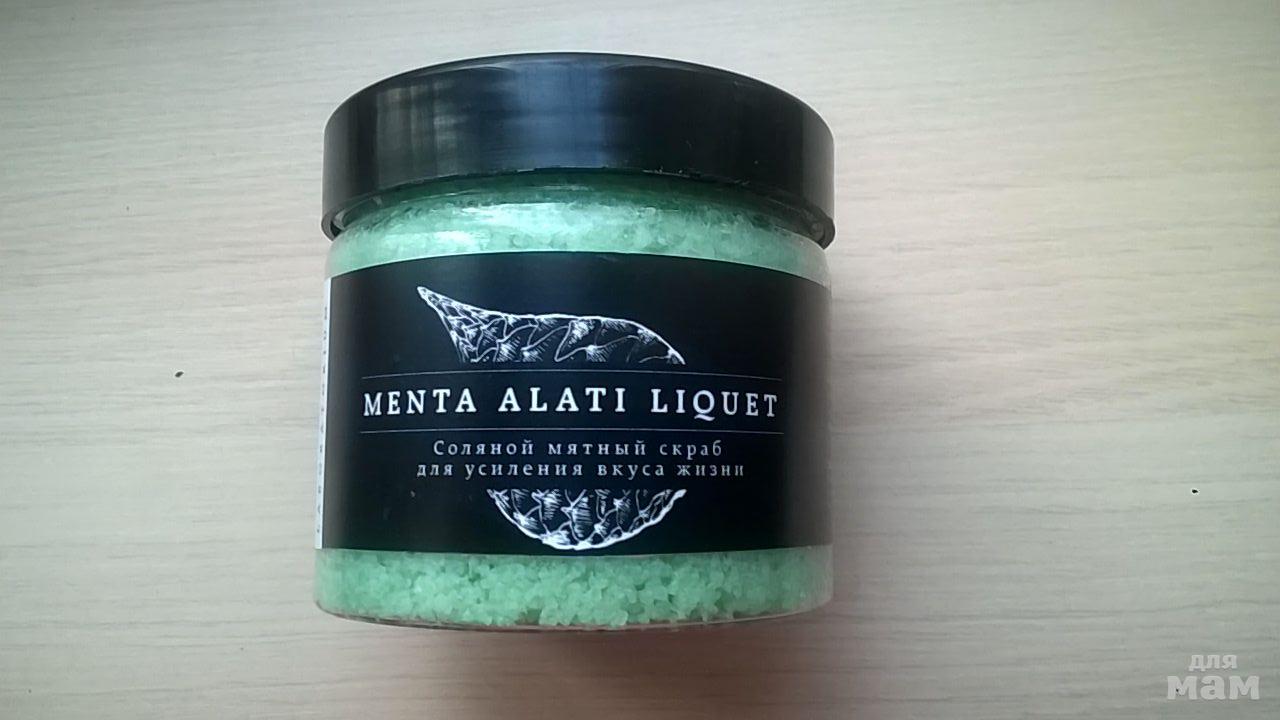 MENTA ALATI LIQUET
Соляной мятный скраб
для усиления вкуса жизни
для
мам